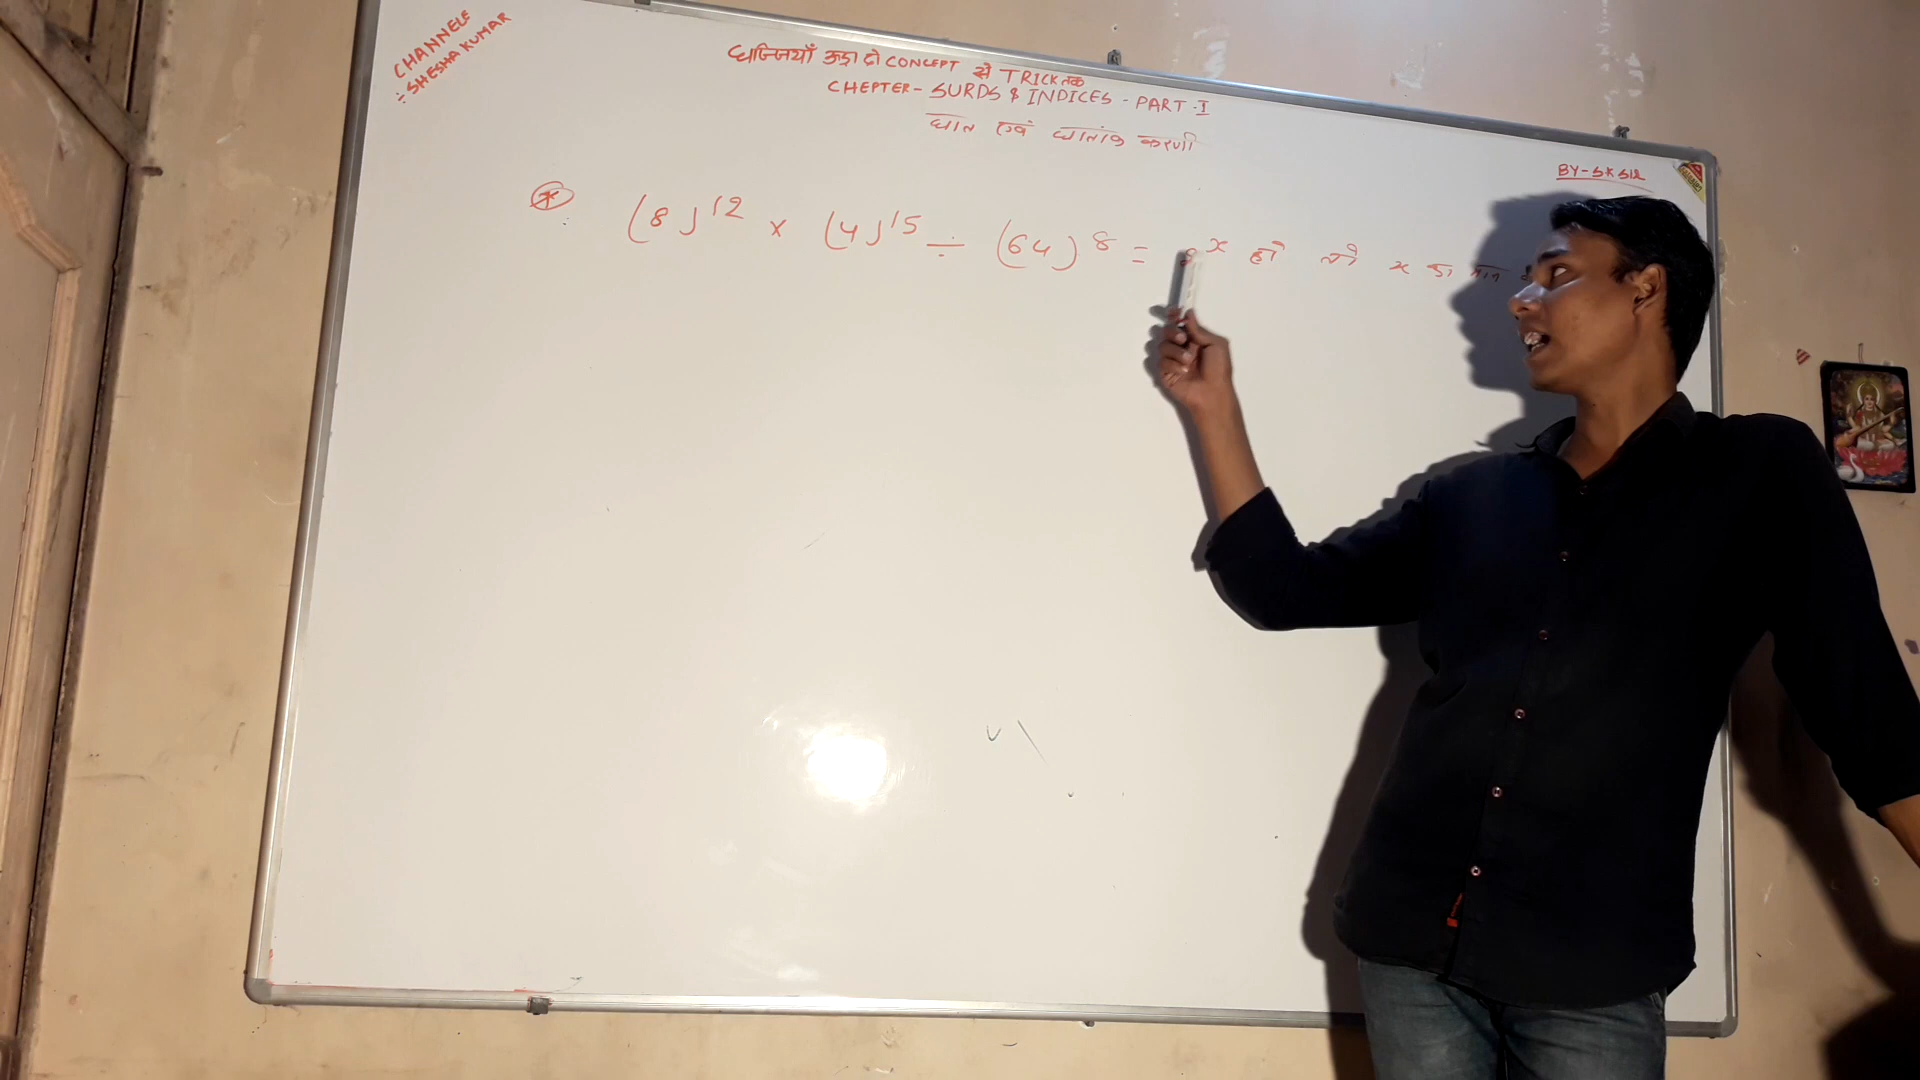 CHANNELE
:- SHESHA KUMAR
धज्जियाँ उड़ा दो CONCEPT से TRICK तक
CHEPTER - SURDS & INDICES - PART - I
घात एवं घातांक करणी
BY - SK SIR
(8)^12 × (4)^15 ÷ (64)^8 = 8^x हो तो x का मान